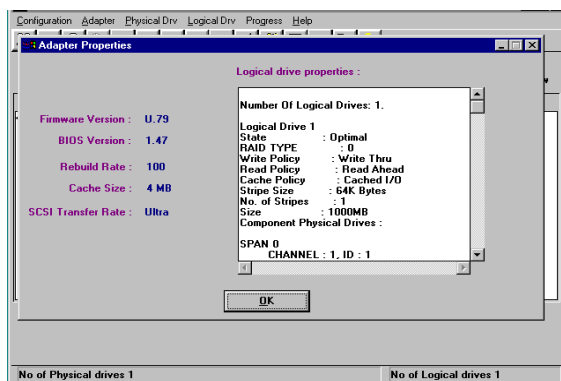 Configuration Adapter Physical Drv Logical Drv Progress Help
Adapter Properties
Logical drive properties :
Firmware Version : U.79
BIOS Version : 1.47
Rebuild Rate : 100
Cache Size : 4 MB
SCSI Transfer Rate : Ultra
Number Of Logical Drives: 1.
Logical Drive 1
State : Optimal
RAID TYPE : 0
Write Policy : Write Thru
Read Policy : Read Ahead
Cache Policy : Cached I/O
Stripe Size : 64K Bytes
No. of Stripes : 1
Size : 1000MB
Component Physical Drives :
SPAN 0
CHANNEL : 1, ID : 1
OK
No of Physical drives 1
No of Logical drives 1